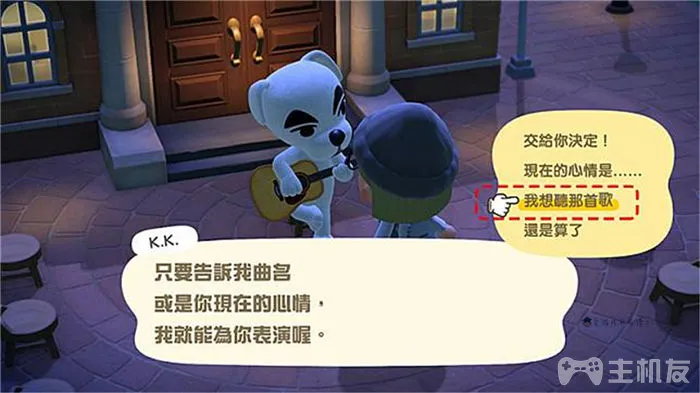 交給你決定！
現在的心情是......
我想聽那首歌
還是算了
K.K.
只要告訴我曲名
或是你現在的心情，
我就能為你表演喔。
主机友